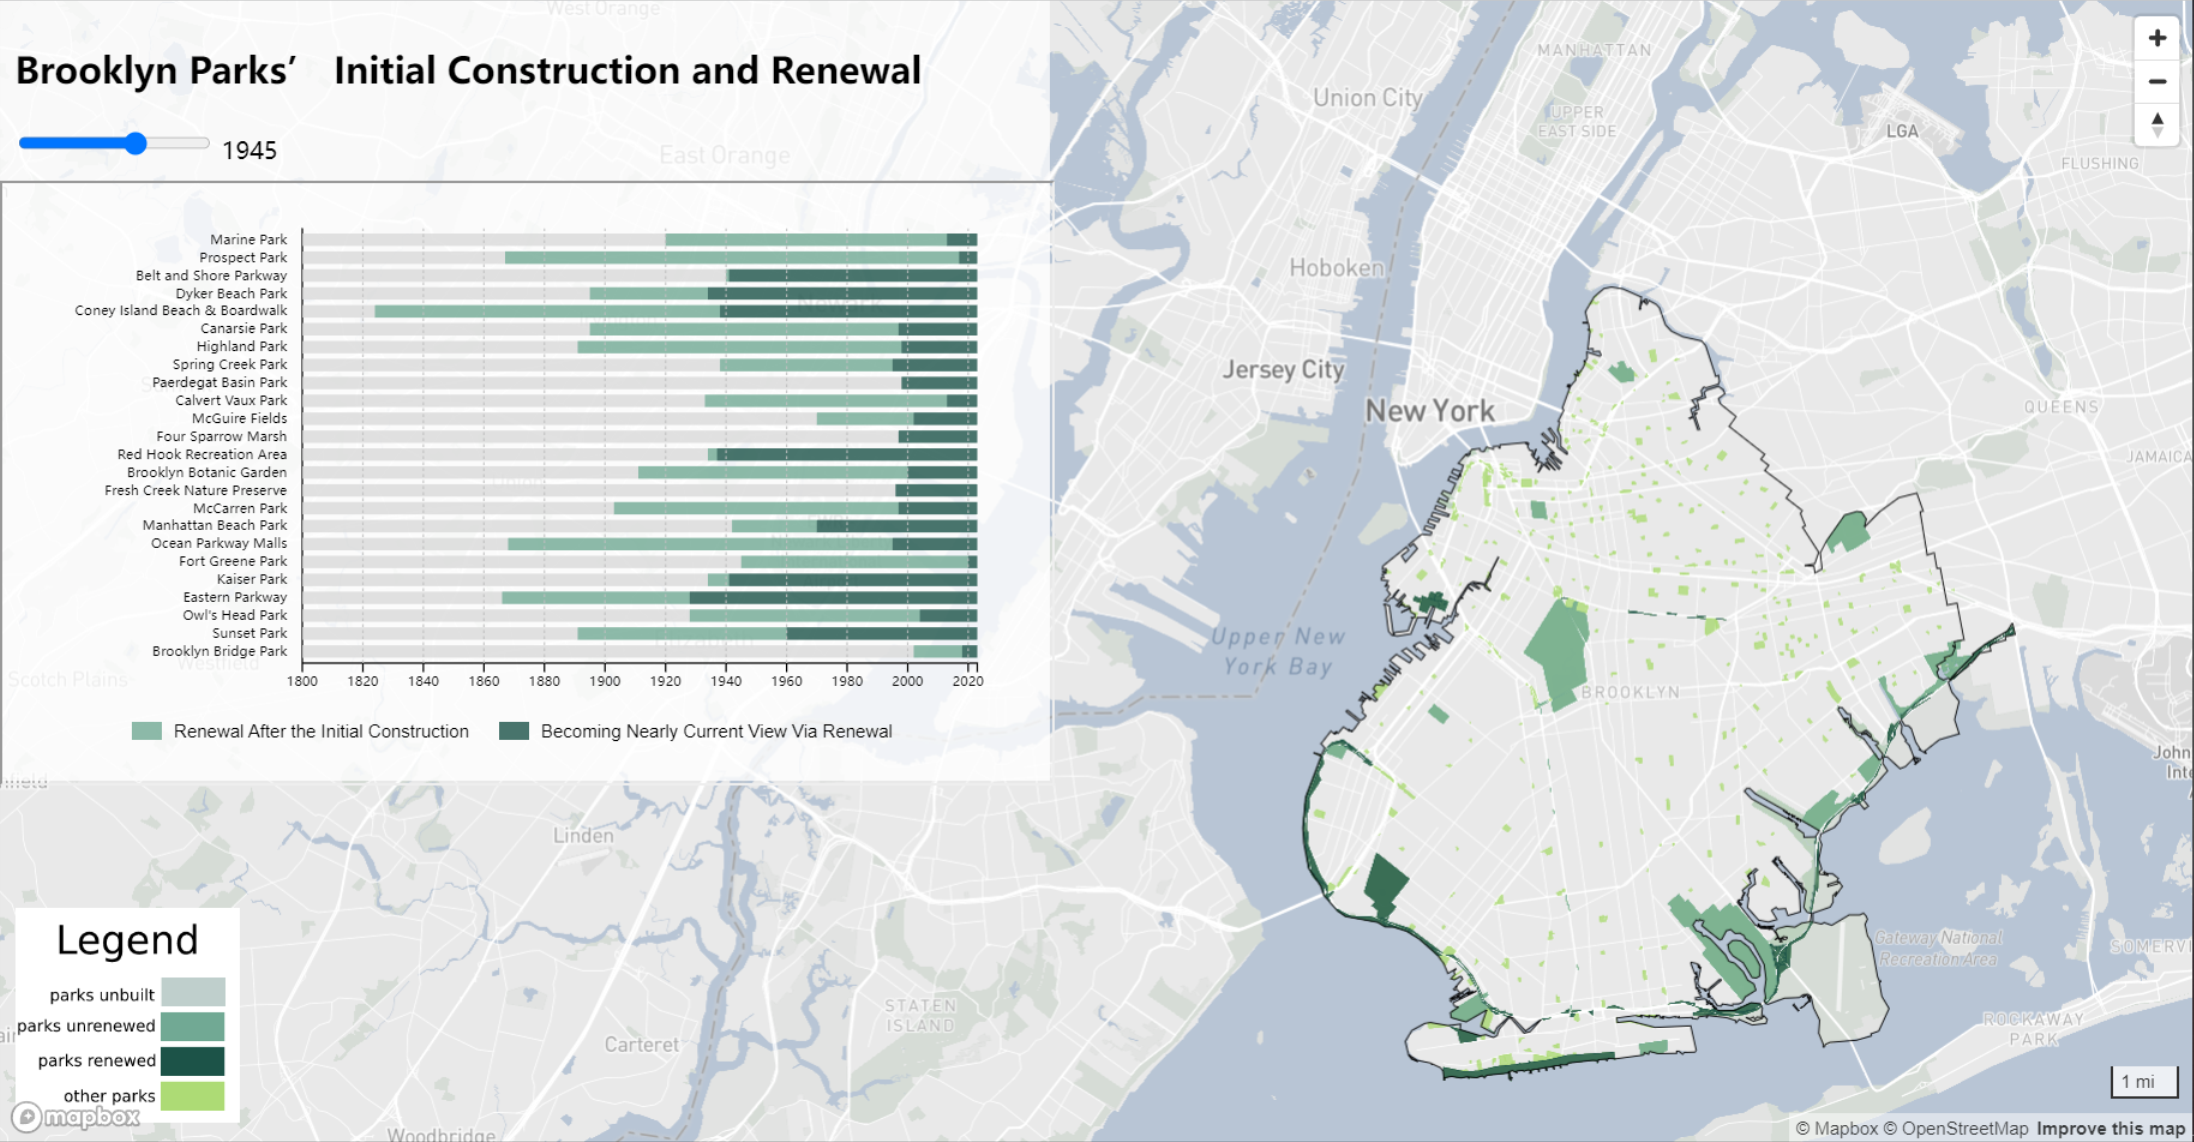 West Orange
Brooklyn Parks’ Initial Construction and Renewal
1945
East Orange
Marine Park
Prospect Park
Belt and Shore Parkway
Dyker Beach Park
Coney Island Beach & Boardwalk
Canarsie Park
Highland Park
Spring Creek Park
Paerdegat Basin Park
Calvert Vaux Park
McGuire Fields
Four Sparrow Marsh
Red Hook Recreation Area
Brooklyn Botanic Garden
Fresh Creek Nature Preserve
McCarren Park
Manhattan Beach Park
Ocean Parkway Malls
Fort Greene Park
Kaiser Park
Eastern Parkway
Owl's Head Park
Sunset Park
Brooklyn Bridge Park
Westfield
Scotch Plains
1800 1820 1840 1860 1880 1900 1920 1940 1960 1980 2000 2020
Renewal After the Initial Construction
Becoming Nearly Current View Via Renewal
Linden
STATEN
ISLAND
Carteret
Woodbridge
Legend
parks unbuilt
parks unrenewed
parks renewed
other parks
mapbox
MANHATTAN
Union City
UPPER
EAST SIDE
LGA
FLUSHING
Hoboken
Jersey City
New York
QUEENS
JAMAICA
Upper New
York Bay
BROOKLYN
John
Inte
Gateway National
Recreation Area
SOMERVI
ROCKAWAY
PARK
1 mi
© Mapbox © OpenStreetMap Improve this map